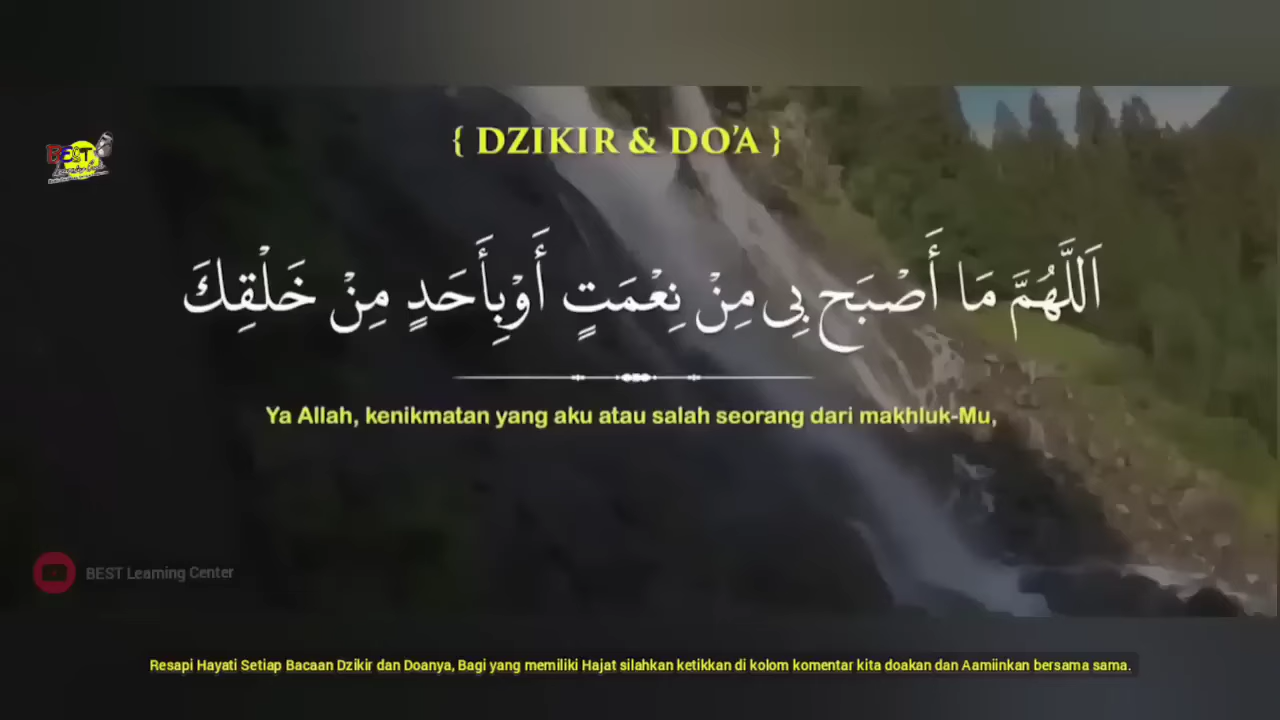 { DZIKIR & DO'A }
BEST
اَللَّهُمَّ مَا أَصْبَح بِى مِنْ نِعْمَتٍ أَوْبِأَحَدٍ مِنْ خَلْقِكَ
Ya Allah, kenikmatan yang aku atau salah seorang dari makhluk-Mu,
BEST Learning Center
Resapi Hayati Setiap Bacaan Dzikir dan Doanya, Bagi yang memiliki Hajat silahkan ketikkan di kolom komentar kita doakan dan Aamiinkan bersama sama.